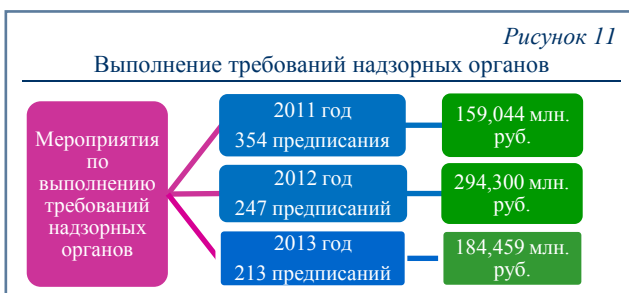 Рисунок 11
Выполнение требований надзорных органов
Мероприятия
по
выполнению
требований
надзорных
органов
2011 год
354 предписания
159,044 млн.
руб.
2012 год
247 предписаний
294,300 млн.
руб.
2013 год
213 предписаний
184,459 млн.
руб.